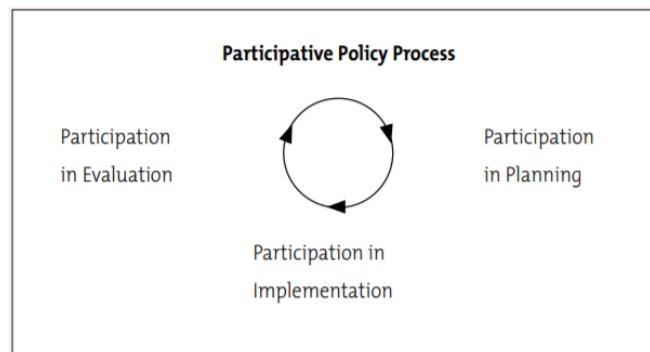 Participative Policy Process
Participation
in Evaluation
Participation
in Planning
Participation in
Implementation